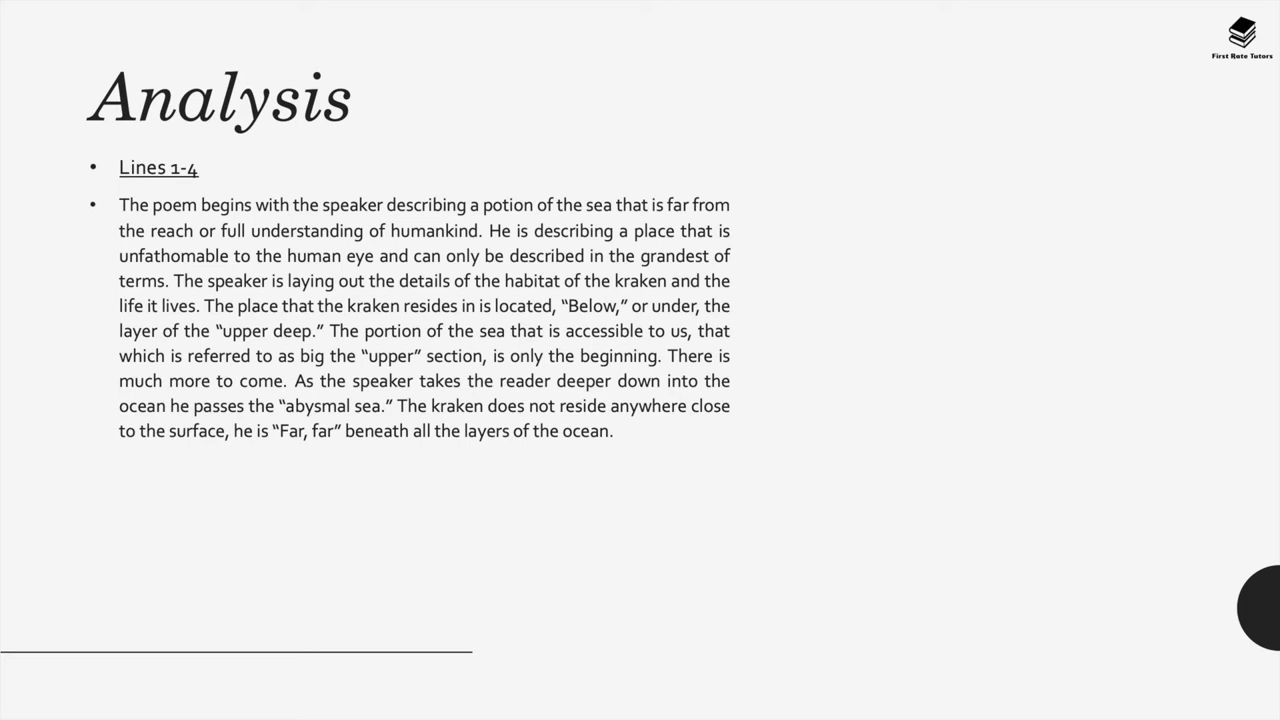 First Rate Tutors
Analysis
• Lines 1-4
• The poem begins with the speaker describing a potion of the sea that is far from
the reach or full understanding of humankind. He is describing a place that is
unfathomable to the human eye and can only be described in the grandest of
terms. The speaker is laying out the details of the habitat of the kraken and the
life it lives. The place that the kraken resides in is located, “Below,” or under, the
layer of the “upper deep.” The portion of the sea that is accessible to us, that
which is referred to as big the “upper” section, is only the beginning. There is
much more to come. As the speaker takes the reader deeper down into the
ocean he passes the “abysmal sea.” The kraken does not reside anywhere close
to the surface, he is “Far, far” beneath all the layers of the ocean.